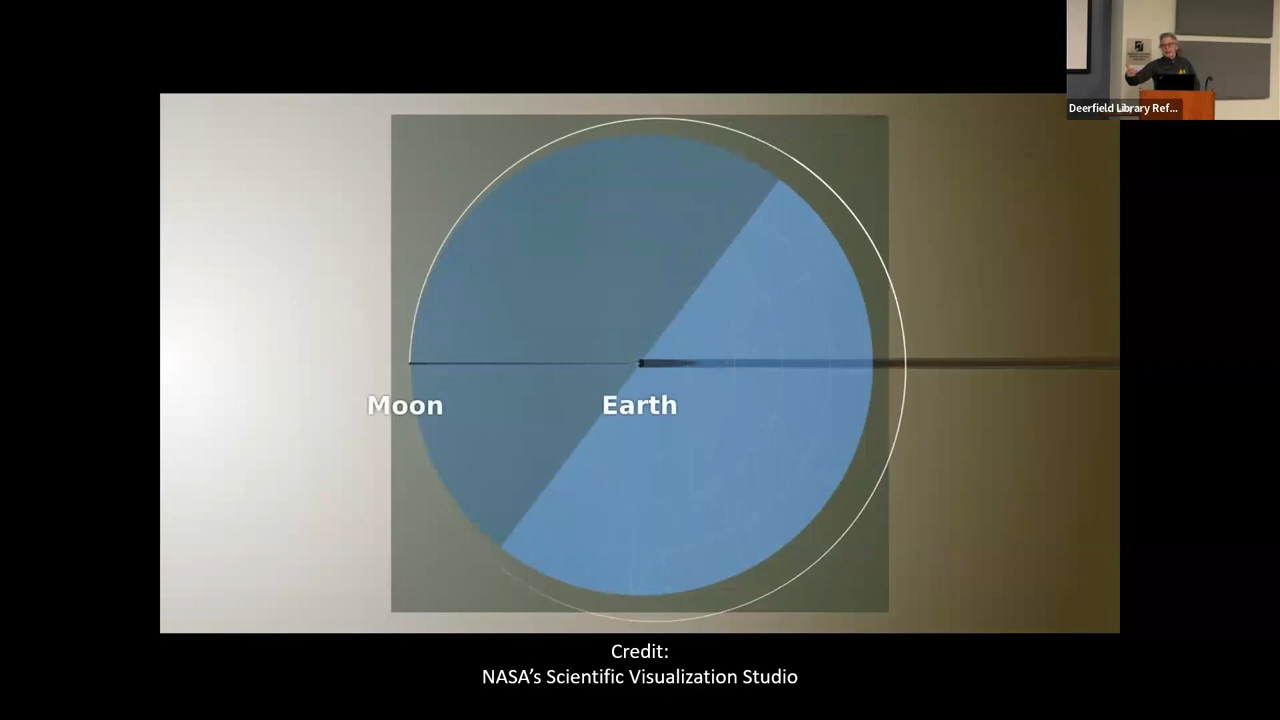 Deerfield Library Ref...
Moon
Earth
Credit:
NASA's Scientific Visualization Studio